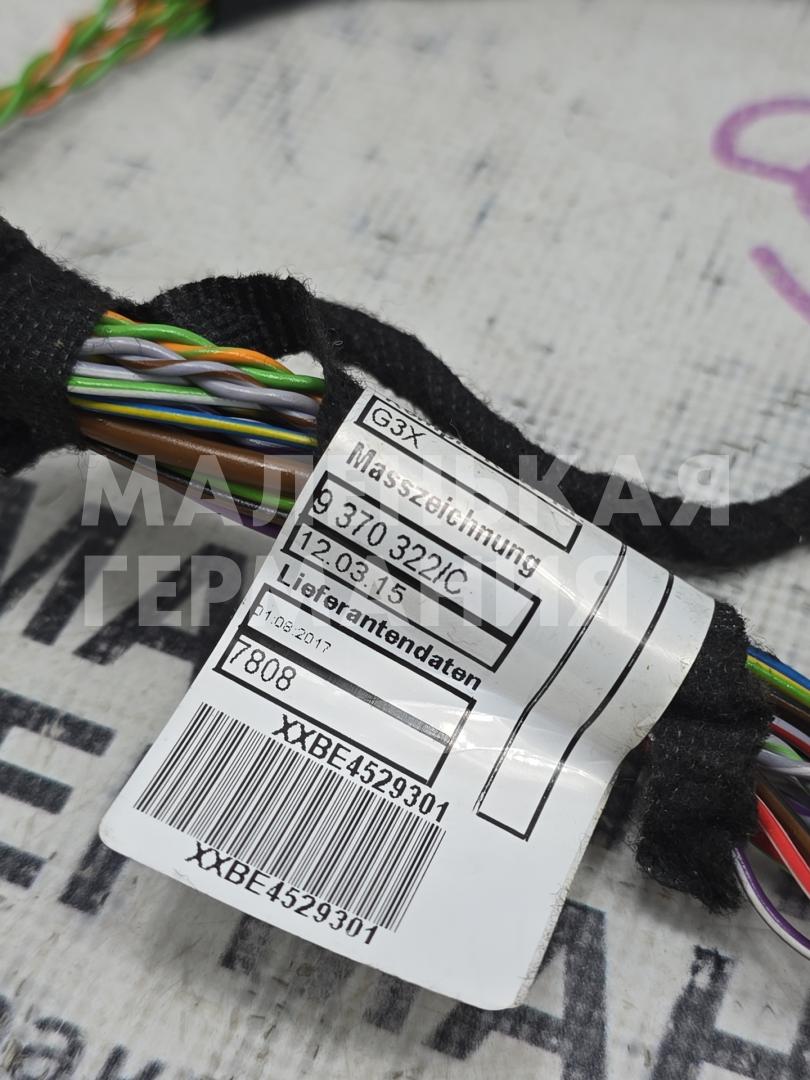 G3X
Masszeichnung
9 370 322/C
12.03.15
Lieferantendaten
01.08.2017
7808
XXBE4529301
XXBE4529301
МАЛЕНЬКАЯ
ГЕРМАНИЯ